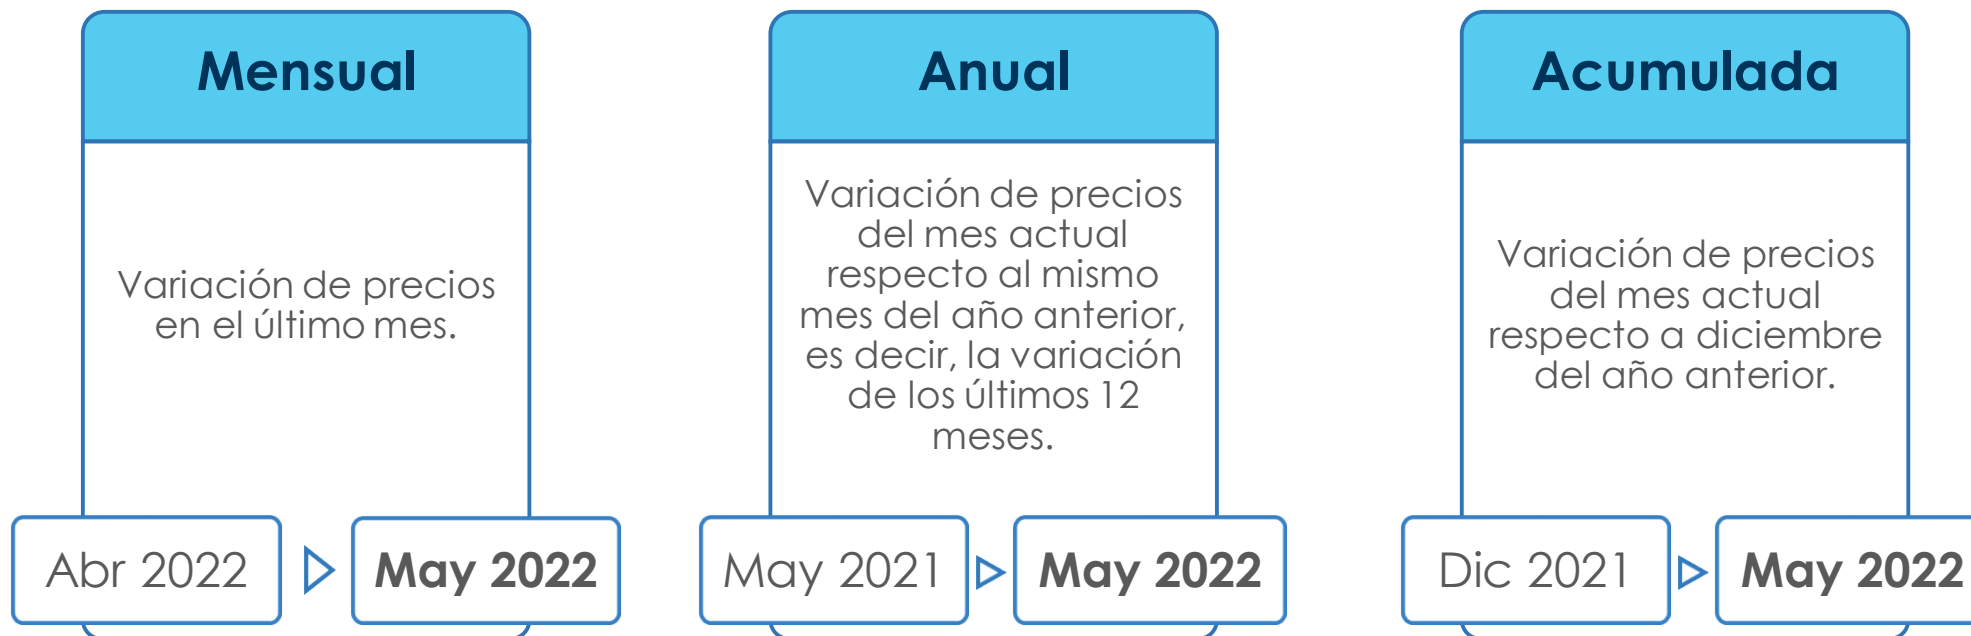 Mensual
Variación de precios
en el último mes.
Abr 2022
May 2022
Anual
Variación de precios
del mes actual
respecto al mismo
mes del año anterior,
es decir, la variación
de los últimos 12
meses.
May 2021
May 2022
Acumulada
Variación de precios
del mes actual
respecto a diciembre
del año anterior.
Dic 2021
May 2022